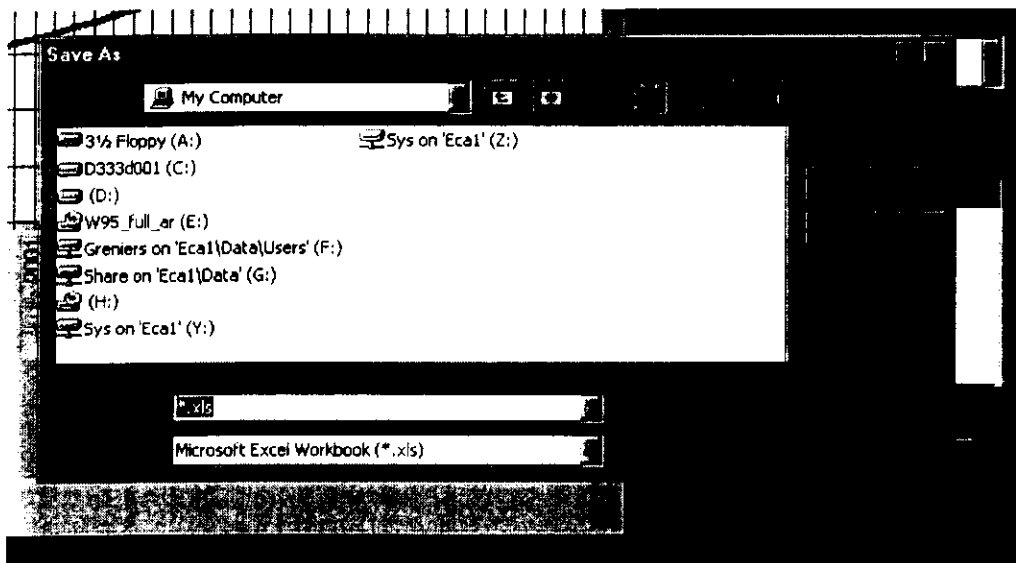 Save As
My Computer
3½ Floppy (A:)
D333d001 (C:)
(D:)
W95_full_ar (E:)
Greniers on 'Eca1\Data\Users' (F:)
Share on 'Eca1\Data' (G:)
(H:)
Sys on 'Eca1' (Y:)
Sys on 'Eca1' (Z:)
*.xls
Microsoft Excel Workbook (*.xls)